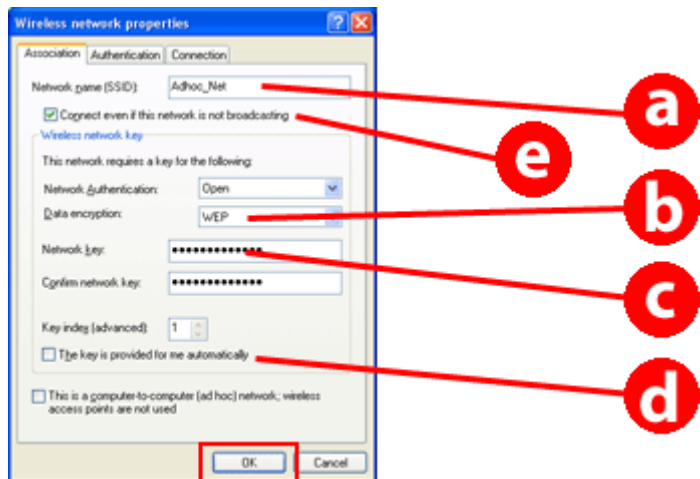 Wireless network properties
Association Authentication Connection
Network name (SSID): Adhoc_Net
Connect even if this network is not broadcasting
Wireless network key
This network requires a key for the following:
Network Authentication: Open
Data encryption: WEP
Network key: •••••••••••••
Confirm network key: •••••••••••••
Key index (advanced): 1
The key is provided for me automatically
This is a computer-to-computer (ad hoc) network; wireless
access points are not used
OK Cancel
a
e
b
c
d